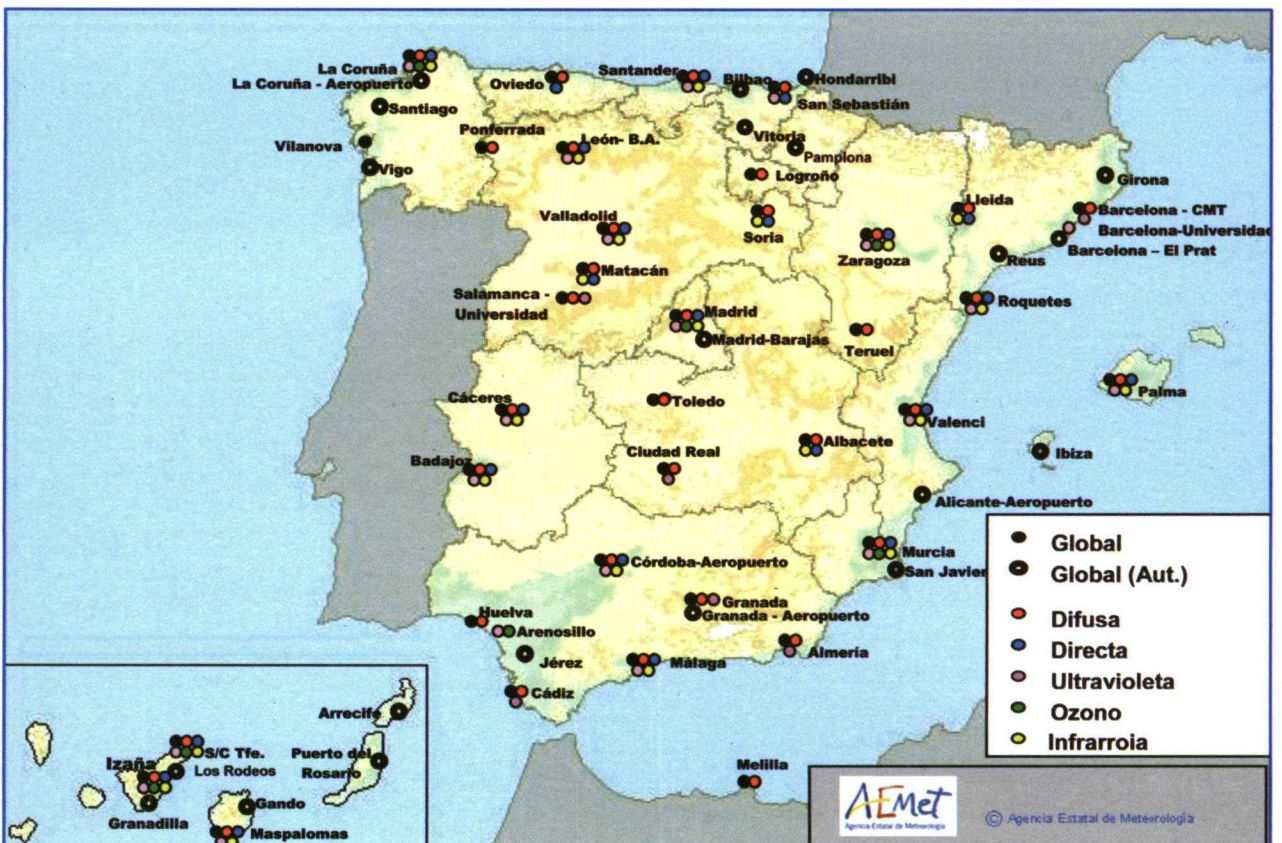 La Coruña
La Coruña - Aeropuerto
Santiago
Vilanova
Vigo
Oviedo
Ponferrada
Santander
León- B.A.
Bilbao
Hondarribi
San Sebastián
Vitoria
Pamplona
Logroño
Girona
Lleida
Barcelona - CMT
Barcelona-Universidad
Barcelona – El Prat
Reus
Roquetes
Valladolid
Soria
Zaragoza
Matacán
Salamanca -
Universidad
Madrid
Madrid-Barajas
Teruel
Cáceres
Toledo
Palma
Valenci
Albacete
Badajoz
Ciudad Real
Ibiza
Alicante-Aeropuerto
Murcia
San Javier
Córdoba-Aeropuerto
Granada
Granada - Aeropuerto
Huelva
Arenosillo
Jérez
Almería
Málaga
Cádiz
Melilla
Arrecife
Puerto del
Rosario
S/C Tfe.
Izaña
Los Rodeos
Gando
Granadilla
Maspalomas
Global
Global (Aut.)
Difusa
Directa
Ultravioleta
Ozono
Infrarroia
AEMet
Agencia Estatal de Meteorología
© Agencia Estatal de Meteorología